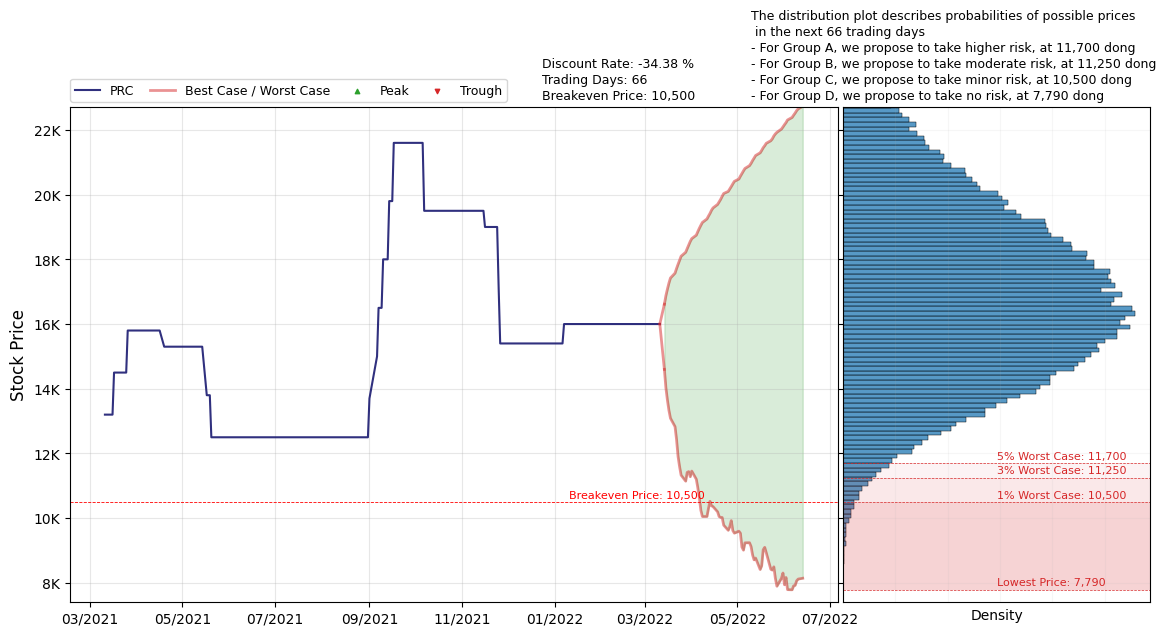 The distribution plot describes probabilities of possible prices
in the next 66 trading days
- For Group A, we propose to take higher risk, at 11,700 dong
- For Group B, we propose to take moderate risk, at 11,250 dong
- For Group C, we propose to take minor risk, at 10,500 dong
- For Group D, we propose to take no risk, at 7,790 dong
Discount Rate: -34.38 %
Trading Days: 66
Breakeven Price: 10,500
PRC
Best Case / Worst Case
Peak
Trough
Stock Price
22K
20K
18K
16K
14K
12K
10K
8K
Breakeven Price: 10,500
5% Worst Case: 11,700
3% Worst Case: 11,250
1% Worst Case: 10,500
Lowest Price: 7,790
03/2021 05/2021 07/2021 09/2021 11/2021 01/2022 03/2022 05/2022 07/2022
Density